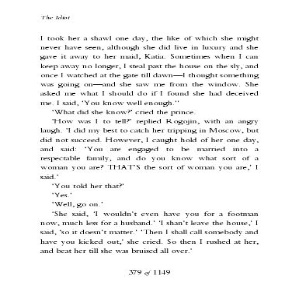 The Idiot
I took her a shawl one day, the like of which she might
never have seen, although she did live in luxury and she
gave it away to her maid, Katia. Sometimes when I can
keep away no longer, I steal past the house on the sly, and
once I watched at the gate till dawn—I thought something
was going on—and she saw me from the window. She
asked me what I should do if I found she had deceived
me. I said, 'You know well enough.''
'What did she know?' cried the prince.
'How was I to tell?' replied Rogojin, with an angry
laugh. 'I did my best to catch her tripping in Moscow, but
did not succeed. However, I caught hold of her one day,
and said: 'You are engaged to be married into a
respectable family, and do you know what sort of a
woman you are? THAT'S the sort of woman you are,' I
said.'
'You told her that?'
'Yes.'
'Well, go on.'
'She said, 'I wouldn't even have you for a footman
now, much less for a husband.' 'I shan't leave the house,' I
said, 'so it doesn't matter.' 'Then I shall call somebody and
have you kicked out,' she cried. So then I rushed at her,
and beat her till she was bruised all over.'
379 of 1149